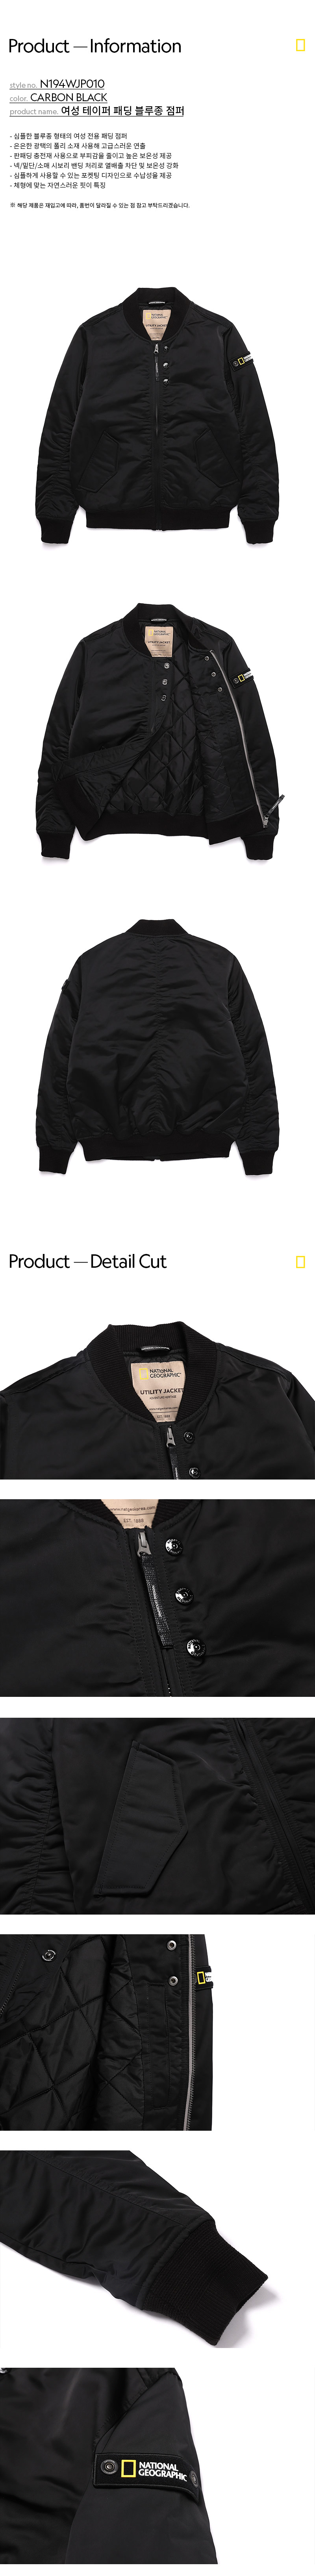 Product — Information
style no. N194WJP010
color. CARBON BLACK
product name. 여성 테이퍼 패딩 블루종 점퍼
- 심플한 블루종 형태의 여성 전용 패딩 점퍼
- 은은한 광택의 폴리 소재 사용해 고급스러운 연출
- 퀀패딩 충전재 사용으로 부피감을 줄이고 높은 보온성 제공
- 넥/밑단/소매 시보리 밴딩 처리로 열배출 차단 및 보온성 강화
- 심플하게 사용할 수 있는 포켓팅 디자인으로 수납성을 제공
- 체형에 맞는 자연스러운 핏이 특징
※ 해당 제품은 재입고에 따라, 품번이 달라질 수 있는 점 참고 부탁드리겠습니다.
Product — Detail Cut
NATIONAL
GEOGRAPHIC
UTILITY JACKET
EST. 1888
NATIONAL
GEOGRAPHIC